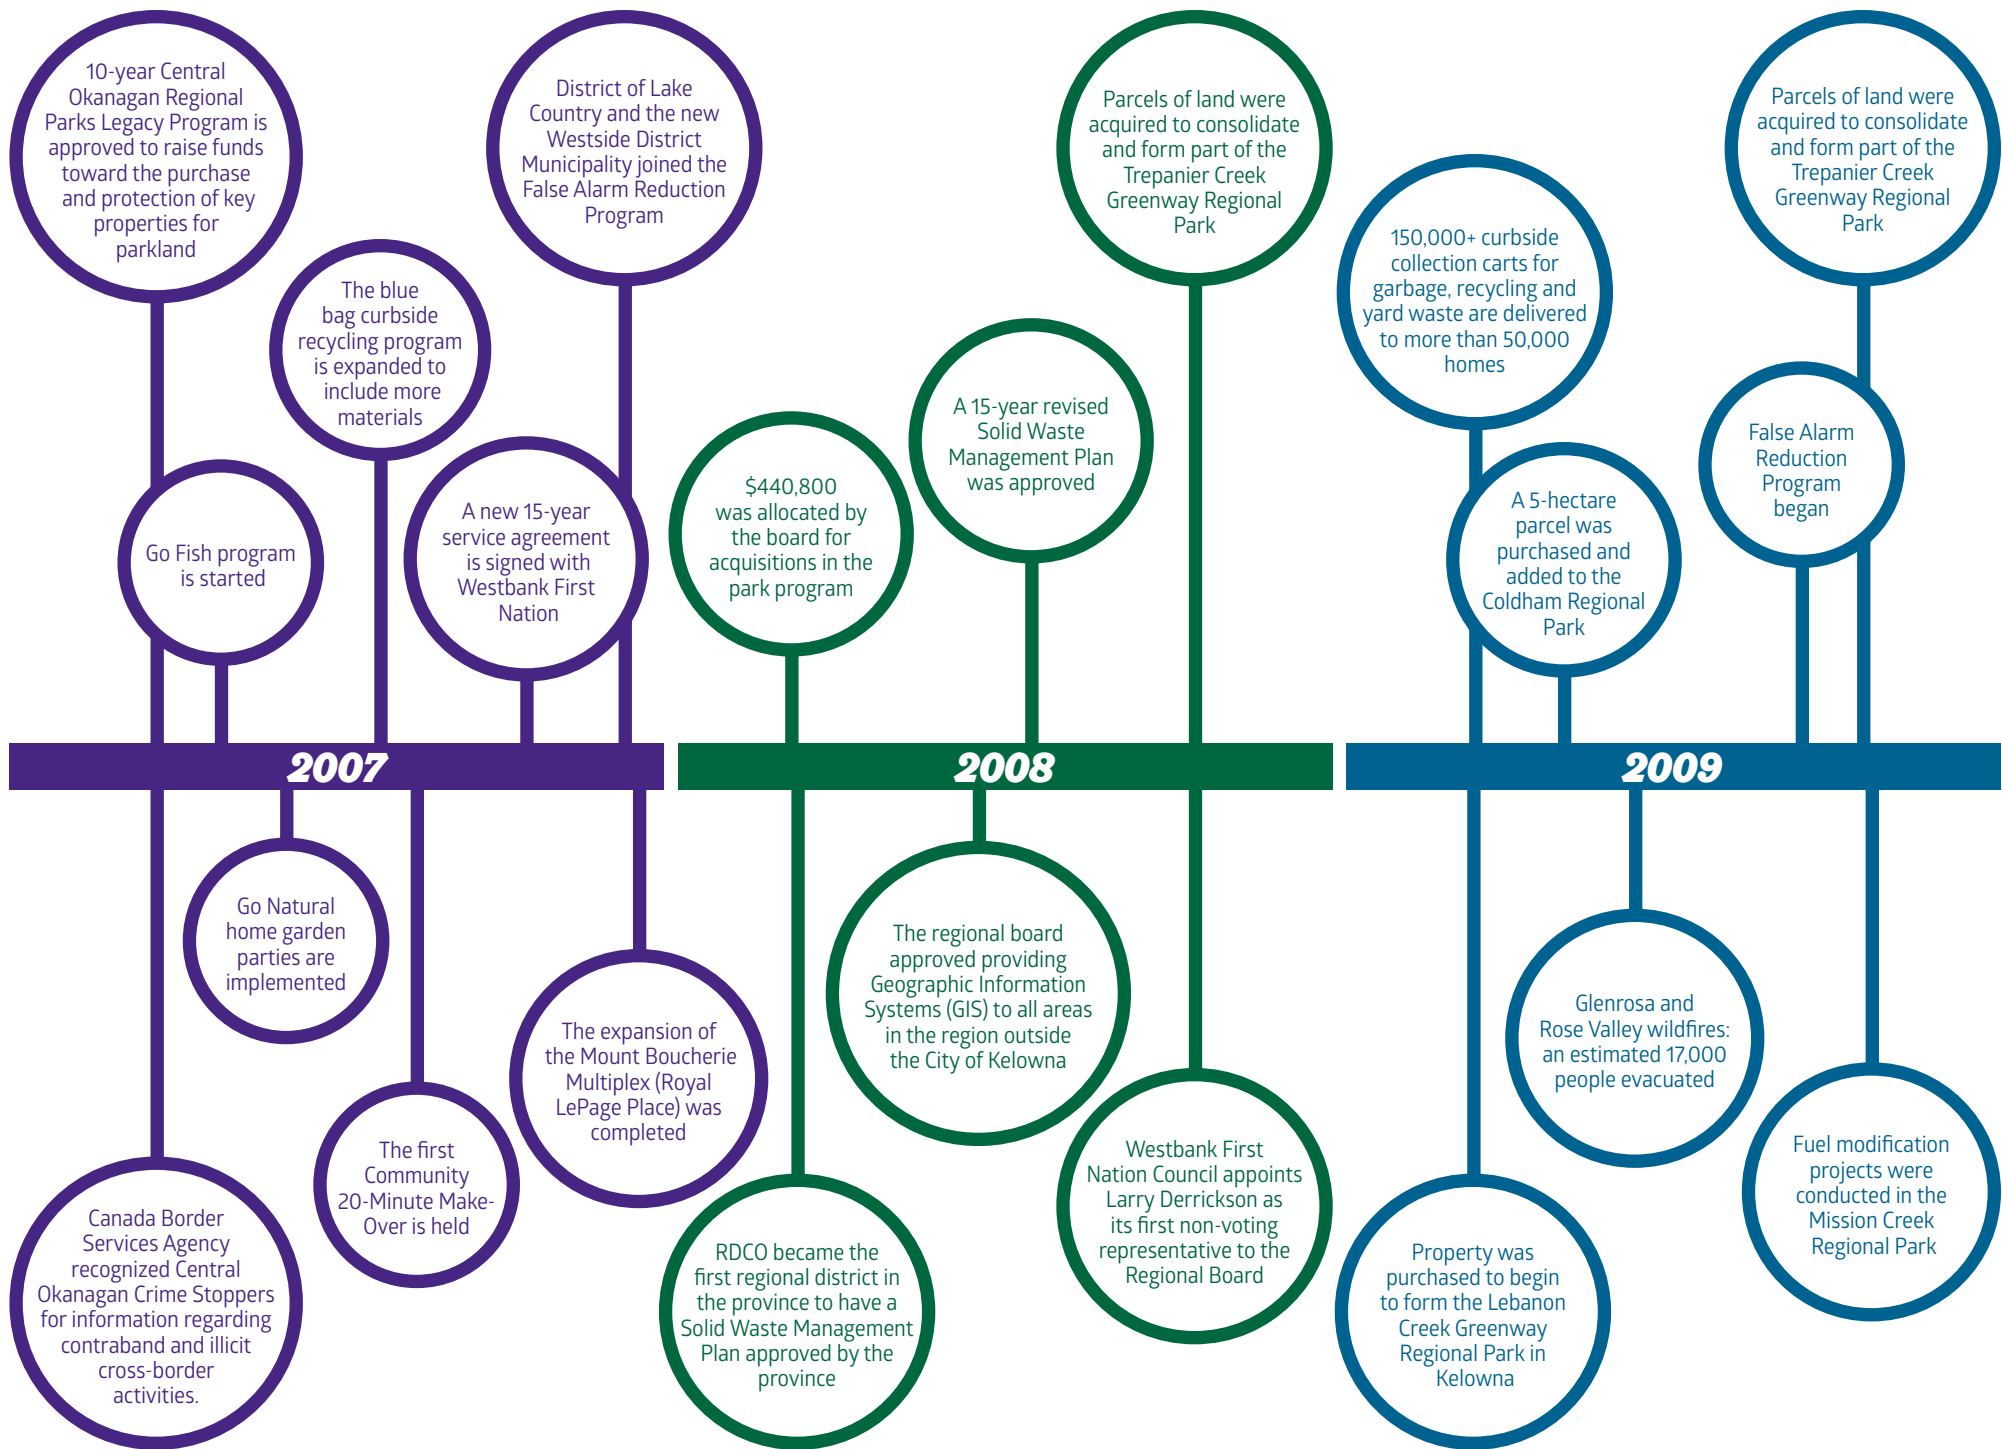 10-year Central
Okanagan Regional
Parks Legacy Program is
approved to raise funds
toward the purchase
and protection of key
properties for
parkland
Go Fish program
is started
The blue
bag curbside
recycling program
is expanded to
include more
materials
A new 15-year
service agreement
is signed with
Westbank First
Nation
District of Lake
Country and the new
Westside District
Municipality joined the
False Alarm Reduction
Program
2007
Canada Border
Services Agency
recognized Central
Okanagan Crime Stoppers
for information regarding
contraband and illicit
cross-border
activities.
Go Natural
home garden
parties are
implemented
The first
Community
20-Minute Make-
Over is held
The expansion of
the Mount Boucherie
Multiplex (Royal
LePage Place) was
completed
$440,800
was allocated by
the board for
acquisitions in the
park program
A 15-year revised
Solid Waste
Management Plan
was approved
Parcels of land were
acquired to consolidate
and form part of the
Trepanier Creek
Greenway Regional
Park
2008
RDCO became the
first regional district in
the province to have a
Solid Waste Management
Plan approved by the
province
The regional board
approved providing
Geographic Information
Systems (GIS) to all areas
in the region outside
the City of Kelowna
Westbank First
Nation Council appoints
Larry Derrickson as
its first non-voting
representative to the
Regional Board
150,000+ curbside
collection carts for
garbage, recycling and
yard waste are delivered
to more than 50,000
homes
A 5-hectare
parcel was
purchased and
added to the
Coldham Regional
Park
False Alarm
Reduction
Program
began
Parcels of land were
acquired to consolidate
and form part of the
Trepanier Creek
Greenway Regional
Park
2009
Property was
purchased to begin
to form the Lebanon
Creek Greenway
Regional Park in
Kelowna
Glenrosa and
Rose Valley wildfires:
an estimated 17,000
people evacuated
Fuel modification
projects were
conducted in the
Mission Creek
Regional Park